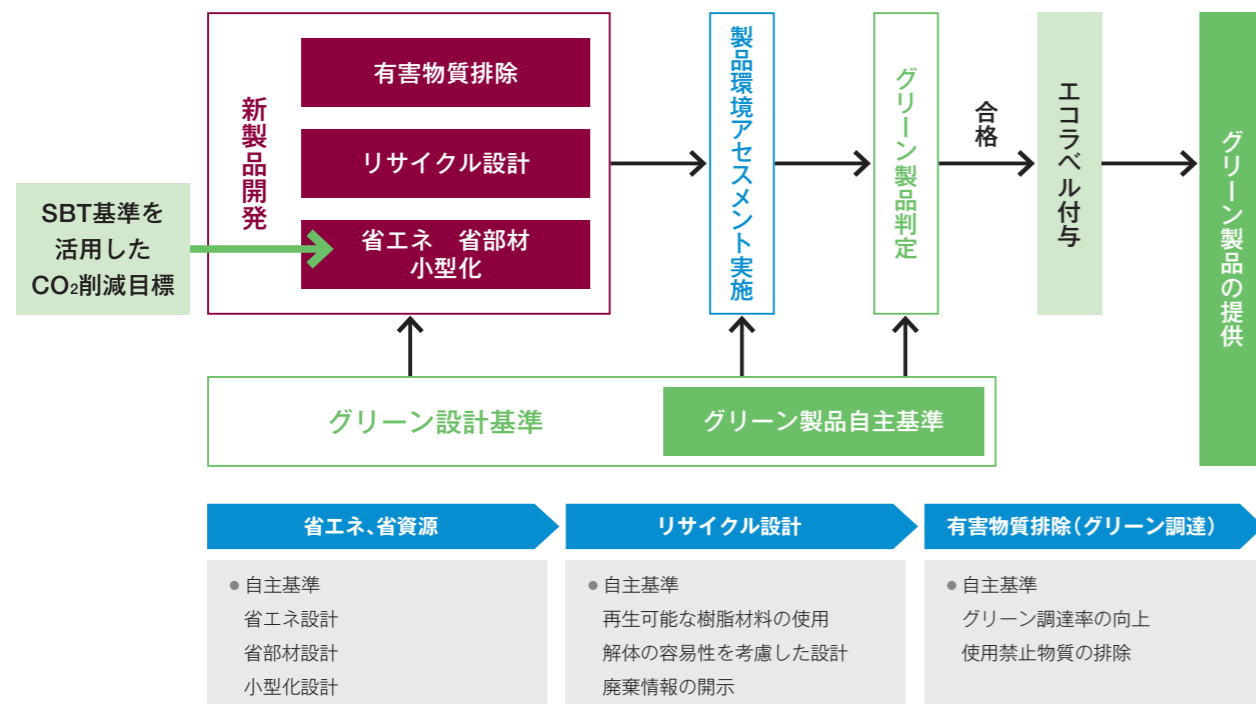 新製品開発
有害物質排除
リサイクル設計
省エネ　省部材
小型化
SBT基準を
活用した
CO₂削減目標
製品環境アセスメント実施
グリーン製品判定
合格
エコラベル付与
グリーン製品の提供
グリーン設計基準
グリーン製品自主基準
省エネ、省資源
● 自主基準
省エネ設計
省部材設計
小型化設計
リサイクル設計
● 自主基準
再生可能な樹脂材料の使用
解体の容易性を考慮した設計
廃棄情報の開示
有害物質排除（グリーン調達）
● 自主基準
グリーン調達率の向上
使用禁止物質の排除